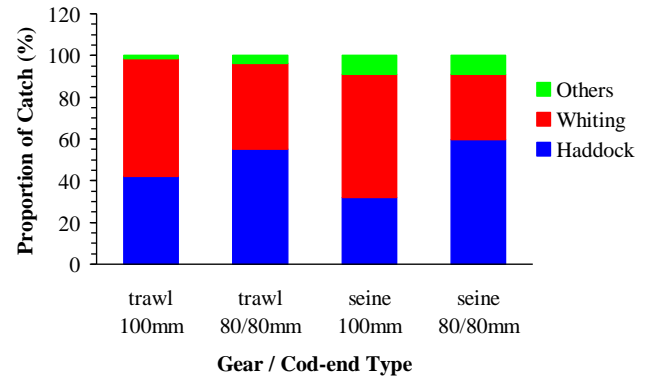 Proportion of Catch (%)
120
100
80
60
40
20
0
Others
Whiting
Haddock
trawl trawl seine seine
100mm 80/80mm 100mm 80/80mm
Gear / Cod-end Type